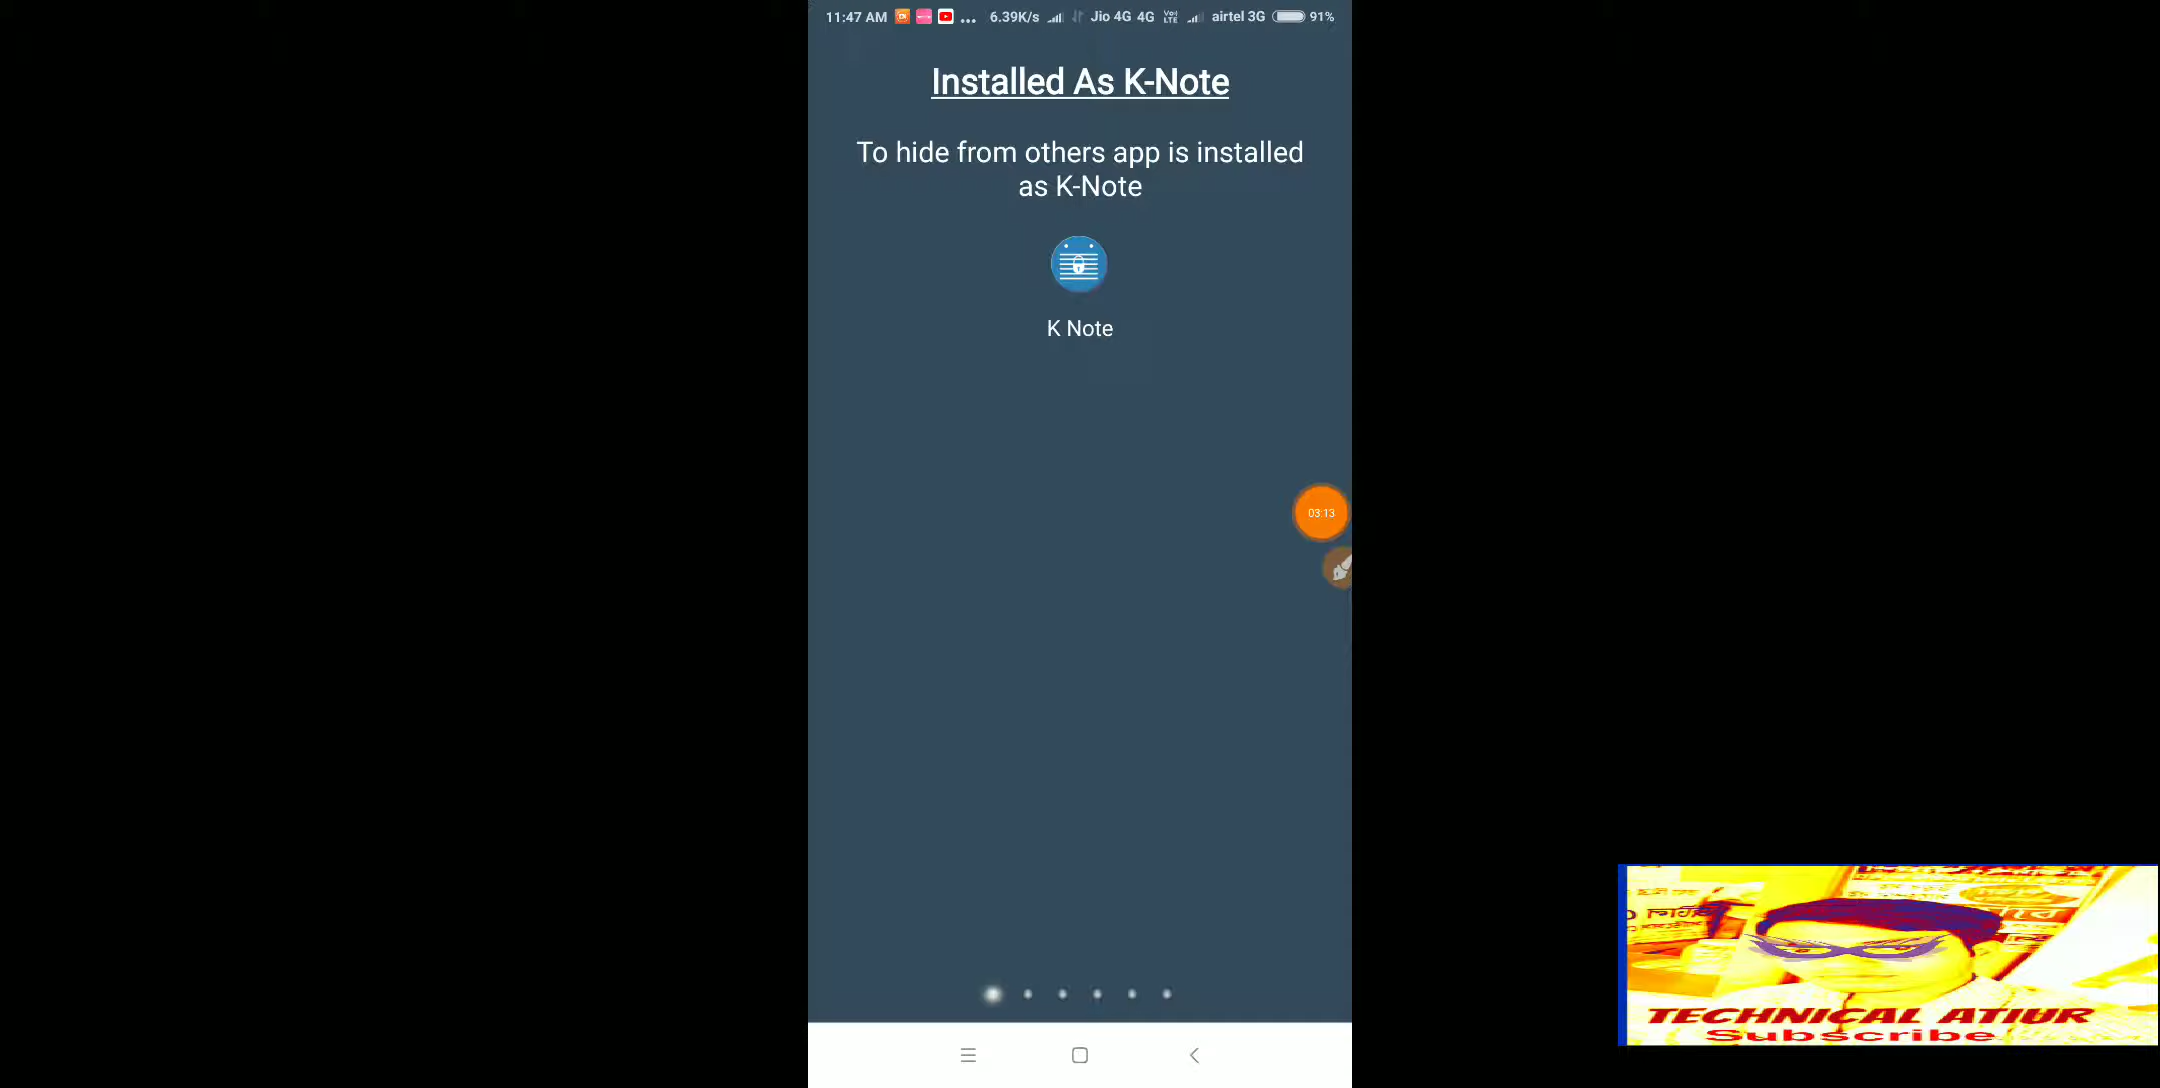 11:47 AM ... 6.39K/s Jio 4G 4G VoLTE airtel 3G 91%
Installed As K-Note
To hide from others app is installed
as K-Note
K Note
03:13
TECHNICAL ATIUR
Subscribe